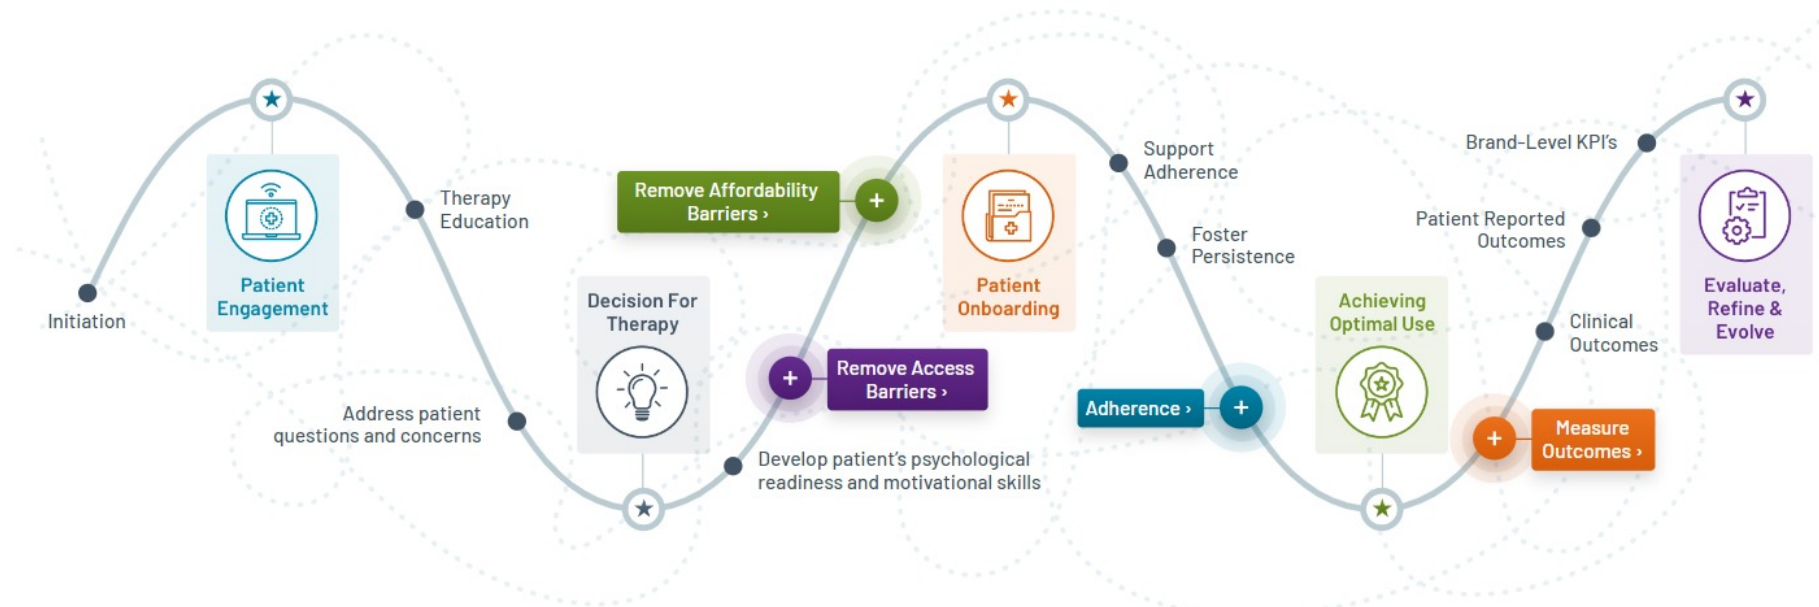 Initiation
Patient
Engagement
Therapy
Education
Address patient
questions and concerns
Decision For
Therapy
Develop patient's psychological
readiness and motivational skills
Remove Access
Barriers ›
Remove Affordability
Barriers ›
Patient
Onboarding
Support
Adherence
Foster
Persistence
Adherence ›
Achieving
Optimal Use
Measure
Outcomes ›
Clinical
Outcomes
Patient Reported
Outcomes
Brand-Level KPI's
Evaluate,
Refine &
Evolve